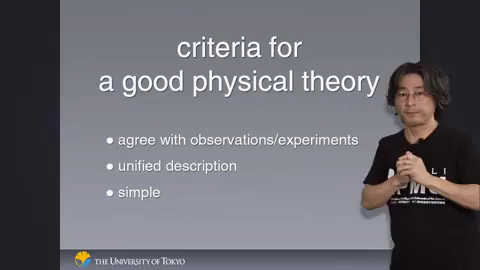 criteria for
a good physical theory
• agree with observations/experiments
• unified description
• simple
THE UNIVERSITY OF TOKYO